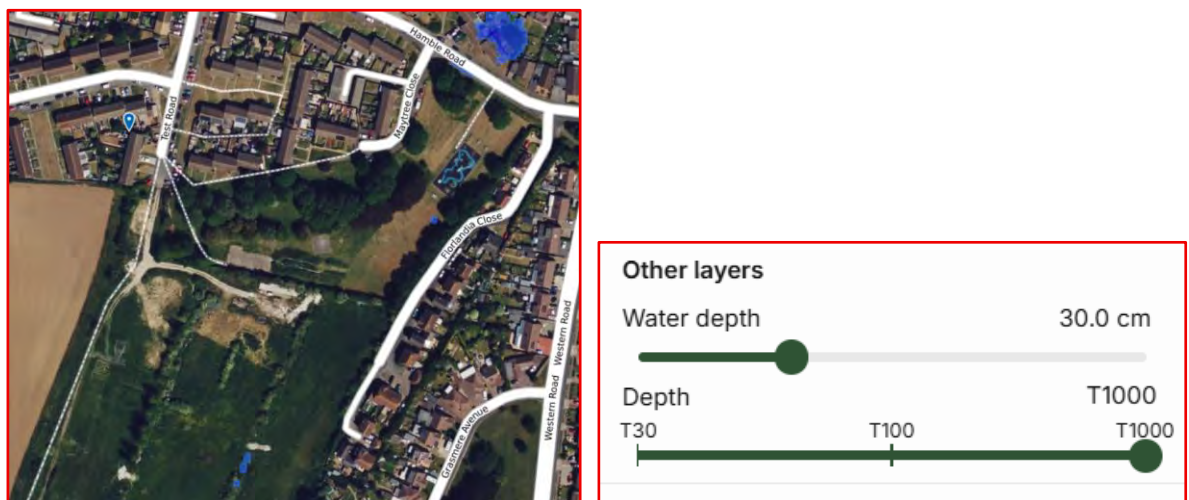 Hamble Road
Maytree Close
Test Road
Florlandia Close
Western Road
Western Road
Grasmere Avenue
Other layers
Water depth 30.0 cm
Depth T1000
T30 T100 T1000